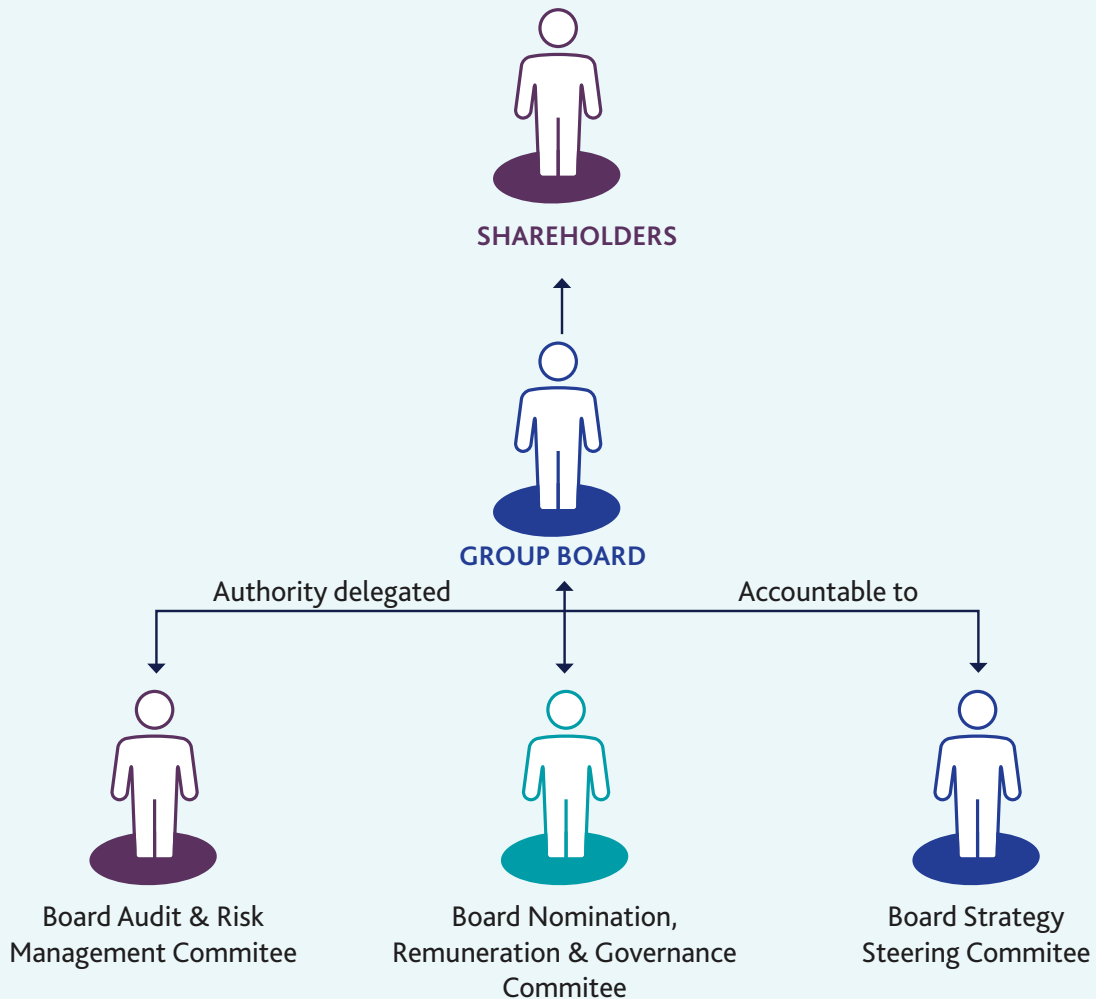 SHAREHOLDERS
GROUP BOARD
Authority delegated
Accountable to
Board Audit & Risk
Management Commitee
Board Nomination,
Remuneration & Governance
Commitee
Board Strategy
Steering Commitee